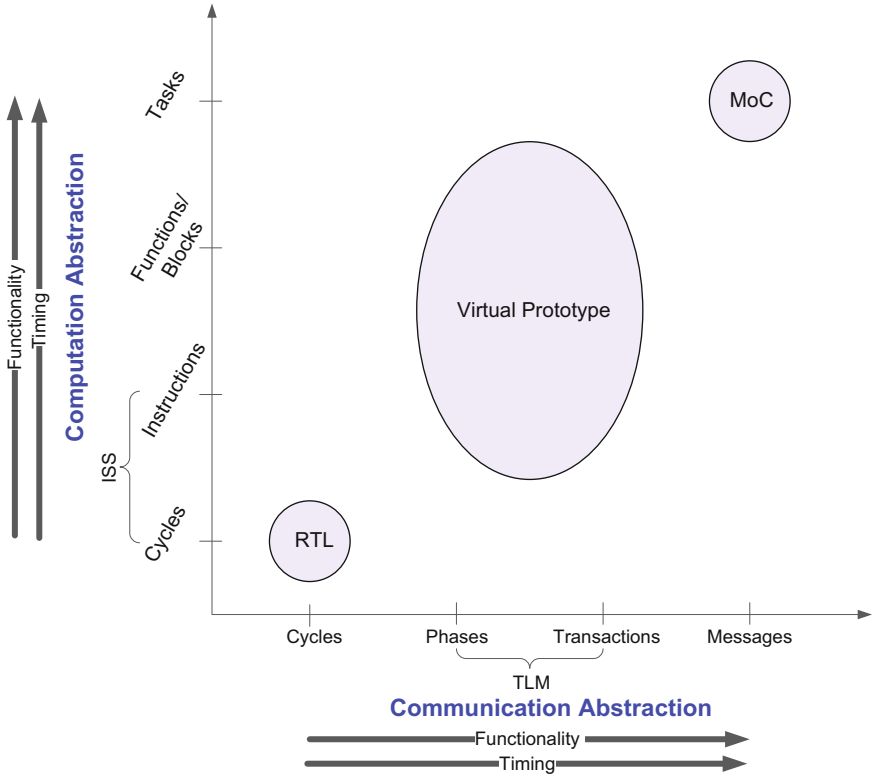 Tasks
MoC
Functions/
Blocks
Computation Abstraction
Functionality
Timing
Virtual Prototype
Instructions
ISS
Cycles
RTL
Cycles
Phases
Transactions
Messages
TLM
Communication Abstraction
Functionality
Timing